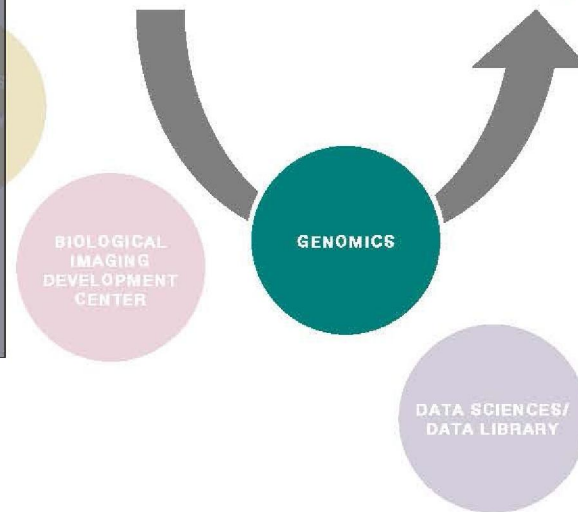 BIOLOGICAL
IMAGING
DEVELOPMENT
CENTER
GENOMICS
DATA SCIENCES/
DATA LIBRARY